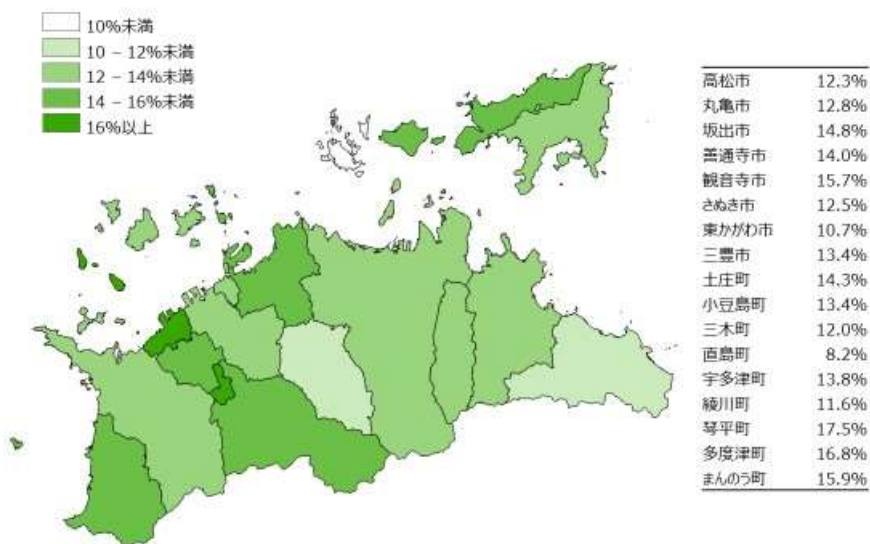 10%未満
10 – 12%未満
12 – 14%未満
14 – 16%未満
16%以上
高松市 12.3%
丸亀市 12.8%
坂出市 14.8%
善通寺市 14.0%
観音寺市 15.7%
さぬき市 12.5%
東かがわ市 10.7%
三豊市 13.4%
土庄町 14.3%
小豆島町 13.4%
三木町 12.0%
直島町 8.2%
宇多津町 13.8%
綾川町 11.6%
琴平町 17.5%
多度津町 16.8%
まんのう町 15.9%